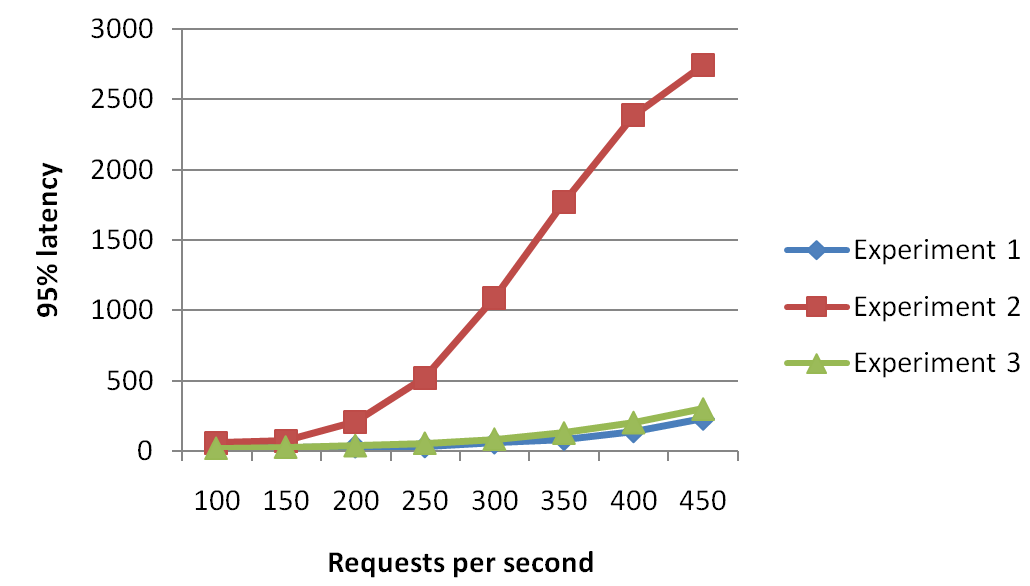 3000
2500
2000
1500
1000
500
0
95% latency
100 150 200 250 300 350 400 450
Requests per second
Experiment 1
Experiment 2
Experiment 3